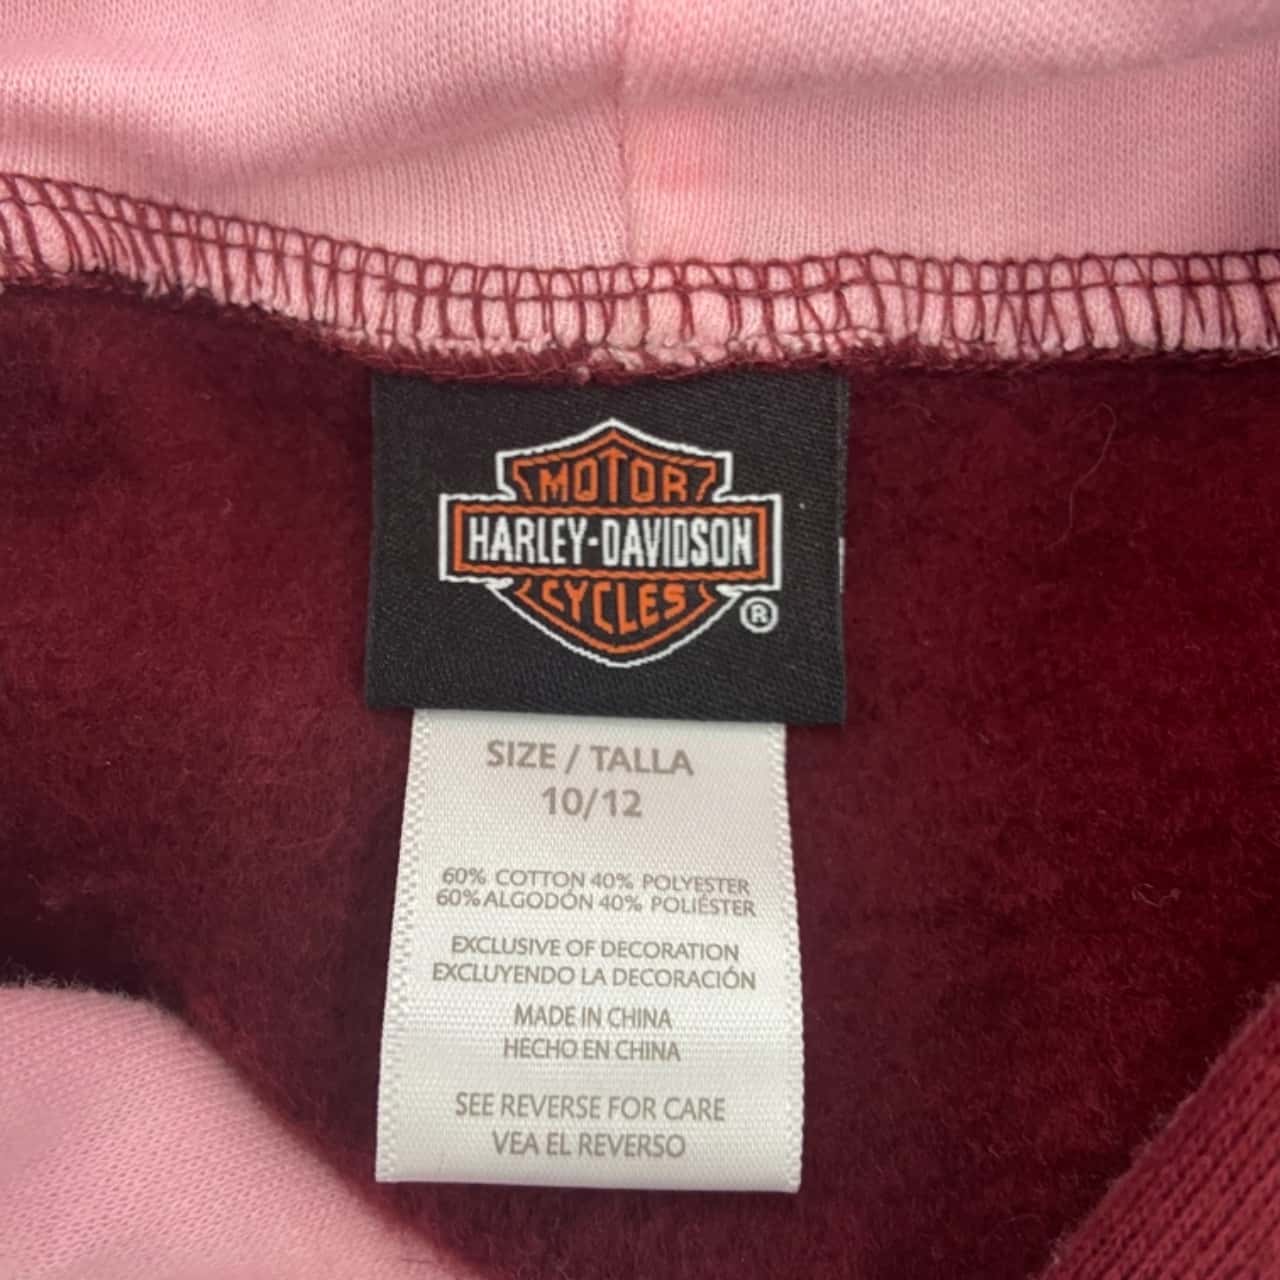 MOTOR
HARLEY-DAVIDSON
CYCLES
®
SIZE / TALLA
10/12
60% COTTON 40% POLYESTER
60% ALGODÓN 40% POLIÉSTER
EXCLUSIVE OF DECORATION
EXCLUYENDO LA DECORACIÓN
MADE IN CHINA
HECHO EN CHINA
SEE REVERSE FOR CARE
VEA EL REVERSO